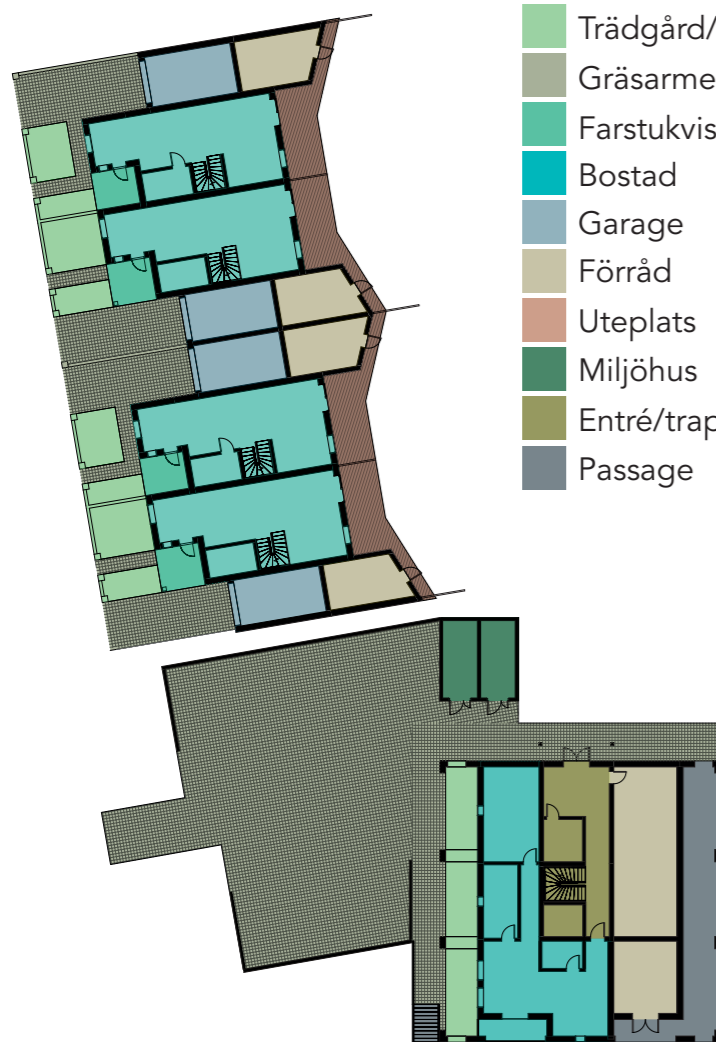 Trädgård/
Gräsarme
Farstukvis
Bostad
Garage
Förråd
Uteplats
Miljöhus
Entré/trap
Passage